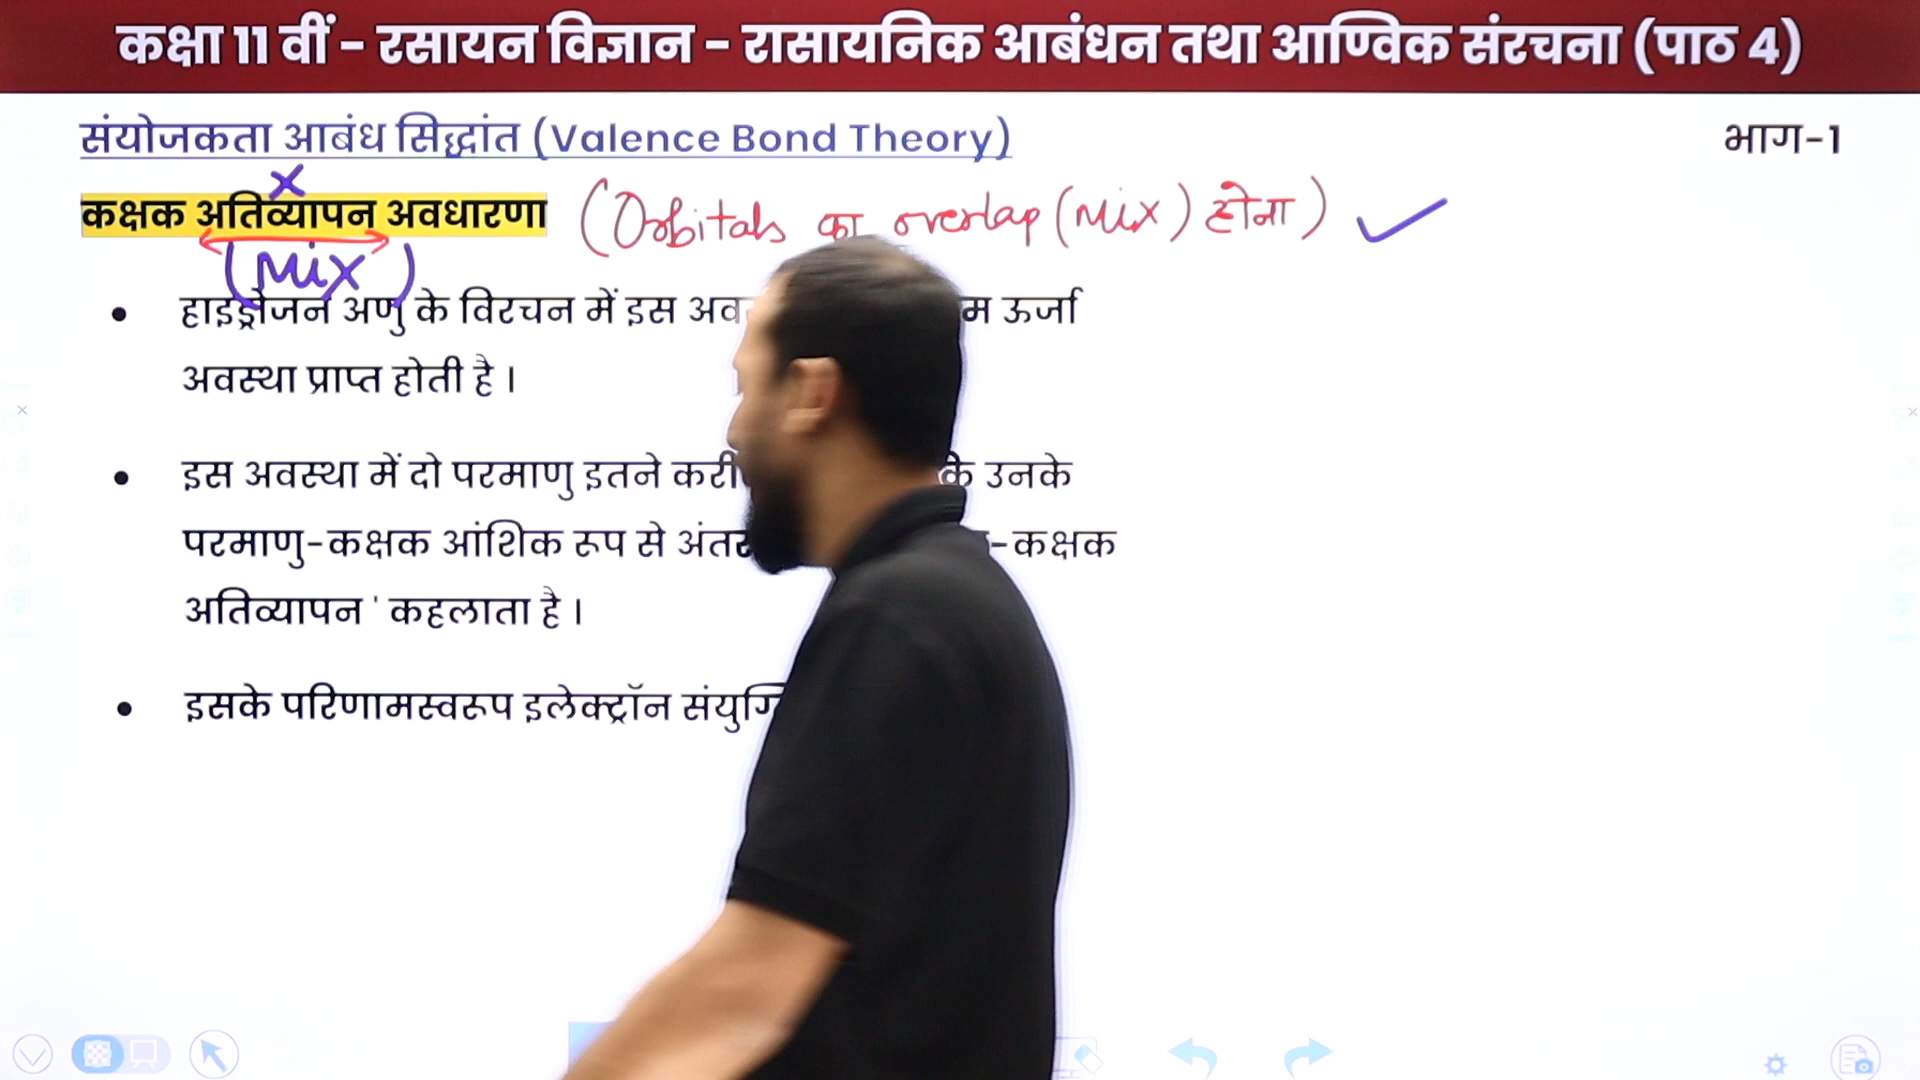 कक्षा 11 वीं - रसायन विज्ञान - रासायनिक आबंधन तथा आण्विक संरचना (पाठ 4)
संयोजकता आबंध सिद्धांत (Valence Bond Theory)
भाग-1
x
कक्षक अतिव्यापन अवधारणा (Orbitals का overlap (Mix) होना)
(Mix)
हाइड्रोजन अणु के विरचन में इस ऊर्जा
अवस्था प्राप्त होती है।
इस अवस्था में दो परमाणु इतने उनके
परमाणु-कक्षक आंशिक रूप से -कक्षक
अतिव्यापन ' कहलाता है।
इसके परिणामस्वरूप इलेक्ट्रॉन